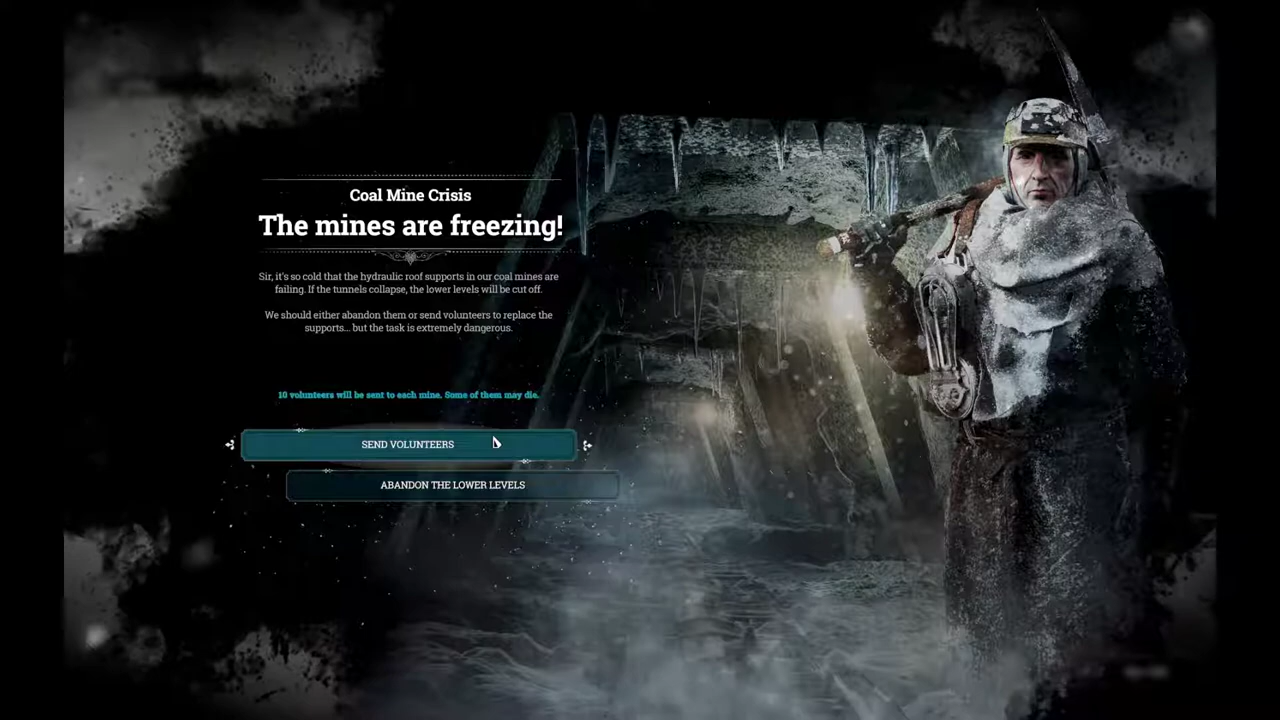 Coal Mine Crisis
The mines are freezing!
Sir, it's so cold that the hydraulic roof supports in our coal mines are
failing. If the tunnels collapse, the lower levels will be cut off.
We should either abandon them or send volunteers to replace the
supports... but the task is extremely dangerous.
10 volunteers will be sent to each mine. Some of them may die.
SEND VOLUNTEERS
ABANDON THE LOWER LEVELS